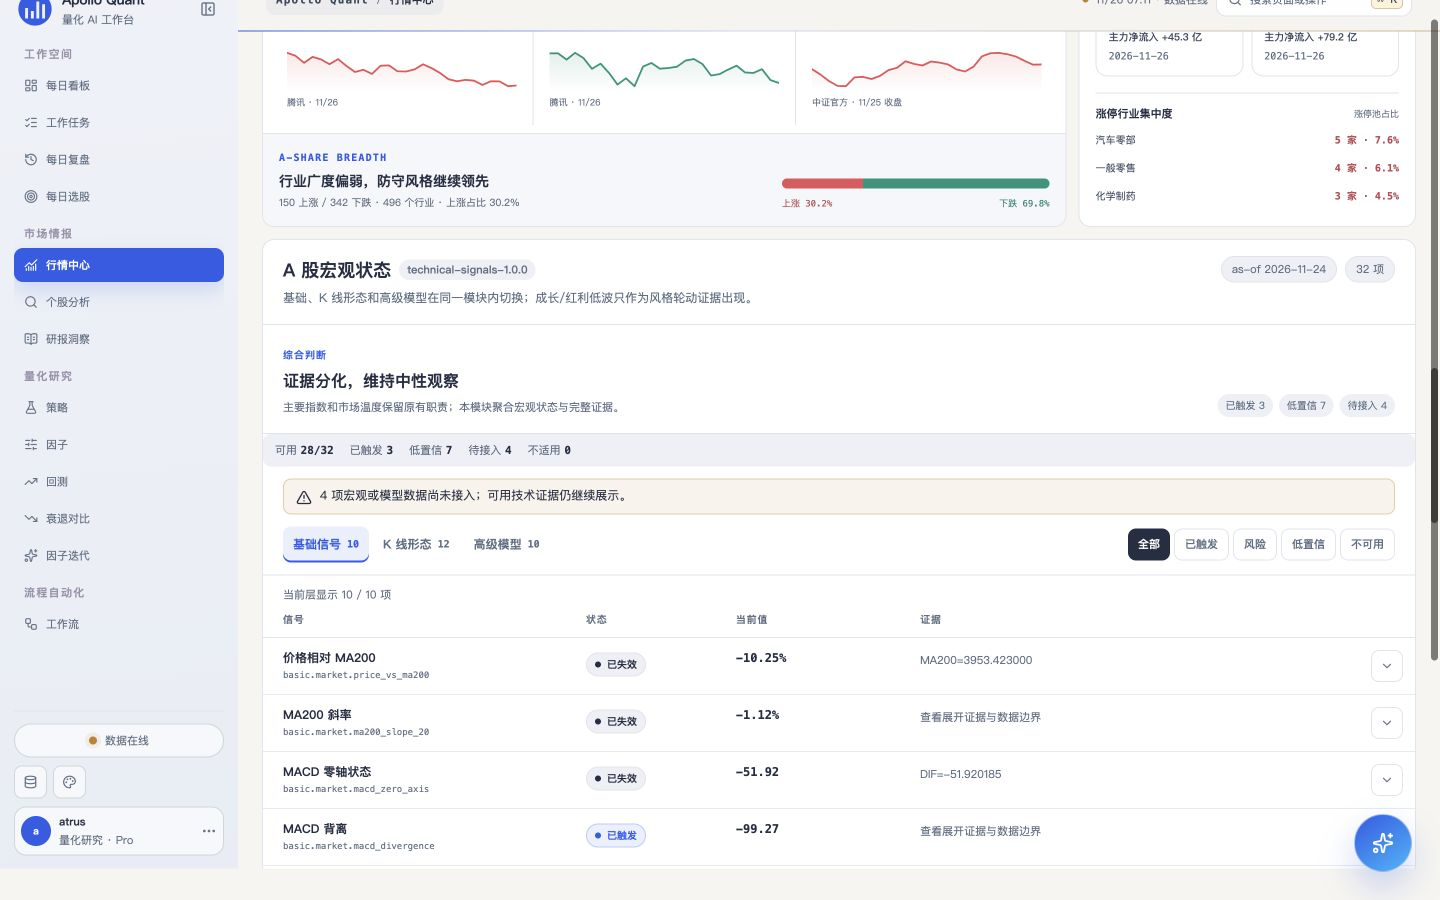 Apollo Quant
量化 AI 工作台
工作空间
每日看板
工作任务
每日复盘
每日选股
市场情报
行情中心
个股分析
研报洞察
量化研究
策略
因子
回测
衰退对比
因子迭代
流程自动化
工作流
数据在线
a
atrus
量化研究 · Pro
Apollo Quant / 行情中心
11/26 07:11 · 数据在线
搜索页面或操作
⌘ K
腾讯 · 11/26
腾讯 · 11/26
中证官方 · 11/25 收盘
A-SHARE BREADTH
行业广度偏弱，防守风格继续领先
150 上涨 / 342 下跌 · 496 个行业 · 上涨占比 30.2%
上涨 30.2%
下跌 69.8%
主力净流入 +45.3 亿
2026-11-26
主力净流入 +79.2 亿
2026-11-26
涨停行业集中度
涨停池占比
汽车零部
5 家 · 7.6%
一般零售
4 家 · 6.1%
化学制药
3 家 · 4.5%
A 股宏观状态
technical-signals-1.0.0
as-of 2026-11-24
32 项
基础、K 线形态和高级模型在同一模块内切换；成长/红利低波只作为风格轮动证据出现。
综合判断
证据分化，维持中性观察
主要指数和市场温度保留原有职责；本模块聚合宏观状态与完整证据。
已触发 3
低置信 7
待接入 4
可用 28/32 已触发 3 低置信 7 待接入 4 不适用 0
4 项宏观或模型数据尚未接入；可用技术证据仍继续展示。
基础信号 10
K 线形态 12
高级模型 10
全部
已触发
风险
低置信
不可用
当前层显示 10 / 10 项
信号 状态 当前值 证据
价格相对 MA200
basic.market.price_vs_ma200
已失效
-10.25%
MA200=3953.423000
MA200 斜率
basic.market.ma200_slope_20
已失效
-1.12%
查看展开证据与数据边界
MACD 零轴状态
basic.market.macd_zero_axis
已失效
-51.92
DIF=-51.920185
MACD 背离
basic.market.macd_divergence
已触发
-99.27
查看展开证据与数据边界